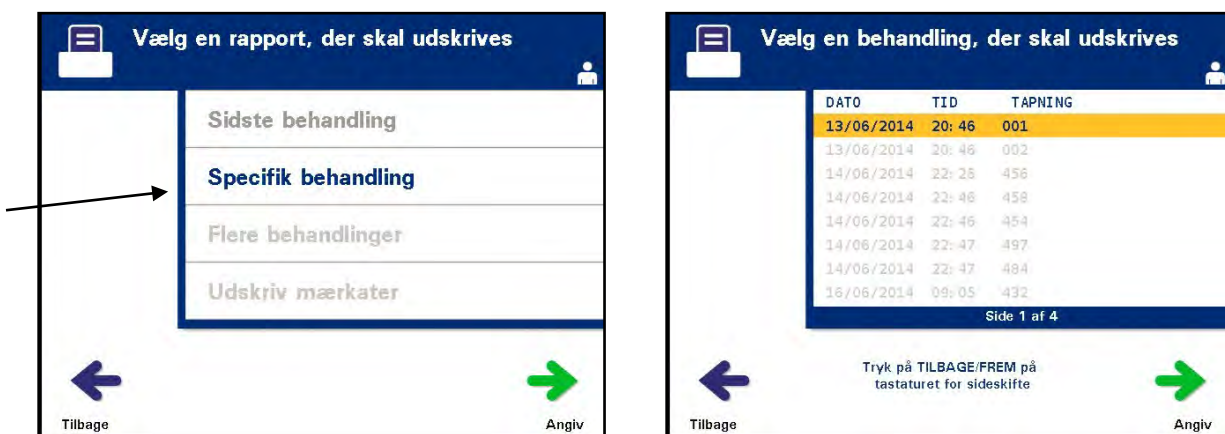 Vælg en rapport, der skal udskrives
Sidste behandling
Specifik behandling
Flere behandlinger
Udskriv mærkater
Tilbage
Angiv
Vælg en behandling, der skal udskrives
DATO TID TAPNING
13/06/2014 20:46 001
13/06/2014 20:46 002
14/06/2014 22:26 456
14/06/2014 22:46 458
14/06/2014 22:46 454
14/06/2014 22:47 497
14/06/2014 22:47 484
16/06/2014 09:05 432
Side 1 af 4
Tryk på TILBAGE/FREM på
tastaturet for sideskifte
Tilbage
Angiv